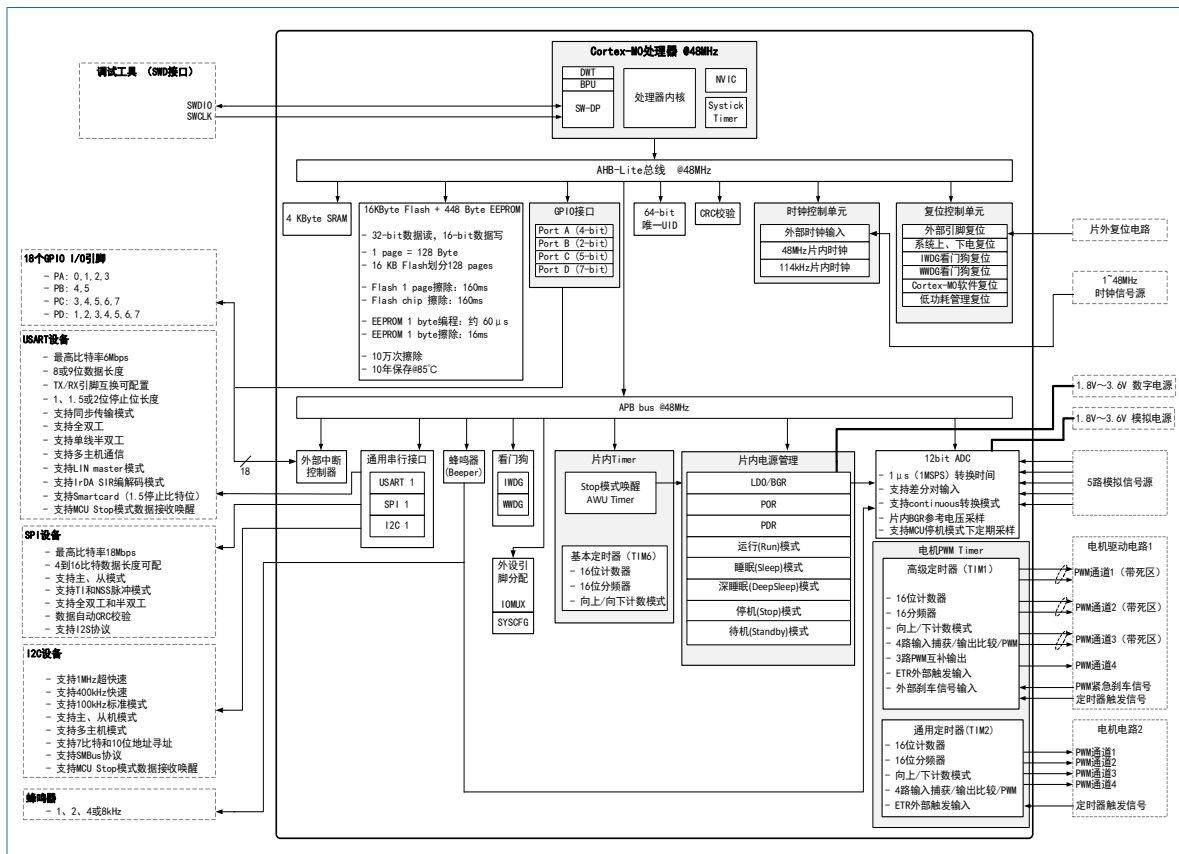 Cortex-M0处理器 @48MHz
DWT
BPU
SW-DP
处理器内核
NVIC
Systick
Timer
调试工具 （SWD接口）
SWDIO
SWCLK
AHB-Lite总线 @48MHz
4 KByte SRAM
16KByte Flash + 448 Byte EEPROM
- 32-bit数据读，16-bit数据写
- 1 page = 128 Byte
- 16 KB Flash划分128 pages
- Flash 1 page擦除：160ms
- Flash chip 擦除：160ms
- EEPROM 1 byte编程：约 60μs
- EEPROM 1 byte擦除：16ms
- 10万次擦除
- 10年保存@85℃
GPIO接口
Port A (4-bit)
Port B (2-bit)
Port C (5-bit)
Port D (7-bit)
64-bit
唯一UID
CRC校验
时钟控制单元
外部时钟输入
48MHz片内时钟
114kHz片内时钟
复位控制单元
外部引脚复位
系统上、下电复位
IWDG看门狗复位
WWDG看门狗复位
Cortex-M0软件复位
低功耗管理复位
片外复位电路
1~48MHz
时钟信号源
18个GPIO I/O引脚
- PA: 0,1,2,3
- PB: 4,5
- PC: 3,4,5,6,7
- PD: 1,2,3,4,5,6,7
USART设备
- 最高比特率6Mbps
- 8或9位数据长度
- TX/RX引脚互换可配置
- 1、1.5或2位停止位长度
- 支持同步传输模式
- 支持全双工
- 支持单线半双工
- 支持多主机通信
- 支持LIN master模式
- 支持IrDA SIR编解码模式
- 支持Smartcard（1.5停止比特位）
- 支持MCU Stop模式数据接收唤醒
SPI设备
- 最高比特率18Mbps
- 4到16比特数据长度可配
- 支持主、从模式
- 支持TI和NSS脉冲模式
- 支持全双工和半双工
- 数据自动CRC校验
- 支持I2S协议
I2C设备
- 支持1MHz超快速
- 支持400kHz快速
- 支持100kHz标准模式
- 支持主、从机模式
- 支持多主机模式
- 支持7比特和10位地址寻址
- 支持SMBus协议
- 支持MCU Stop模式数据接收唤醒
蜂鸣器
- 1、2、4或8kHz
APB bus @48MHz
18
外部中断
控制器
通用串行接口
USART 1
SPI 1
I2C 1
蜂鸣器
(Beeper)
看门狗
IWDG
WWDG
外设引
脚分配
IOMUX
SYSCFG
片内Timer
Stop模式唤醒
AWU Timer
基本定时器（TIM6）
- 16位计数器
- 16位分频器
- 向上/向下计数模式
片内电源管理
LDO/BGR
POR
PDR
运行(Run)模式
睡眠(Sleep)模式
深睡眠(DeepSleep)模式
停机(Stop)模式
待机(Standby)模式
12bit ADC
- 1μs（1MSPS）转换时间
- 支持差分对输入
- 支持continuous转换模式
- 片内BGR参考电压采样
- 支持MCU停机模式下定期采样
1.8V～3.6V 数字电源
1.8V～3.6V 模拟电源
5路模拟信号源
电机PWM Timer
高级定时器（TIM1）
- 16位计数器
- 16分频器
- 向上/下计数模式
- 4路输入捕获/输出比较/PWM
- 3路PWM互补输出
- ETR外部触发输入
- 外部刹车信号输入
通用定时器(TIM2)
- 16位计数器
- 16位分频器
- 向上/下计数模式
- 4路输入捕获/输出比较/PWM
- ETR外部触发输入
电机驱动电路1
PWM通道1（带死区）
PWM通道2（带死区）
PWM通道3（带死区）
PWM通道4
PWM紧急刹车信号
定时器触发信号
电机电路2
PWM通道1
PWM通道2
PWM通道3
PWM通道4
定时器触发信号